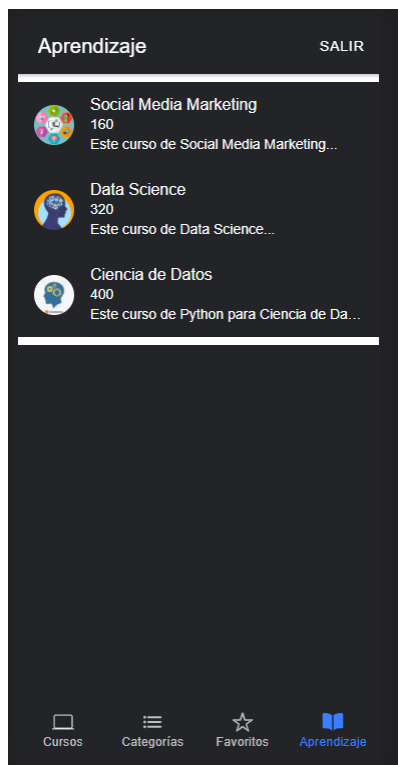 Aprendizaje
SALIR
Social Media Marketing
160
Este curso de Social Media Marketing...
Data Science
320
Este curso de Data Science...
Ciencia de Datos
400
Este curso de Python para Ciencia de Da...
Cursos
Categorías
Favoritos
Aprendizaje